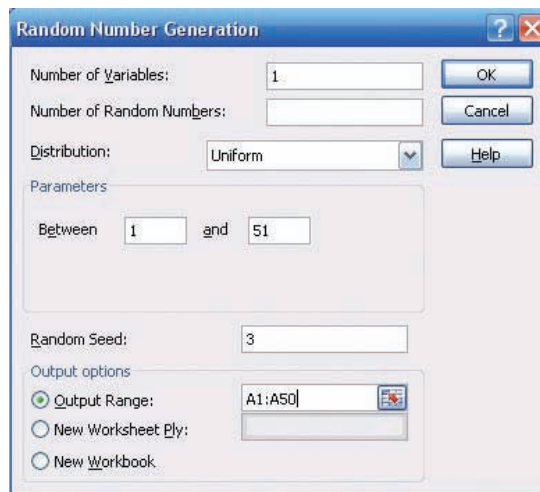 Random Number Generation
Number of Variables: 1 OK
Number of Random Numbers: Cancel
Distribution: Uniform Help
Parameters
Between 1 and 51
Random Seed: 3
Output options
Output Range: A1:A50
New Worksheet Ply:
New Workbook